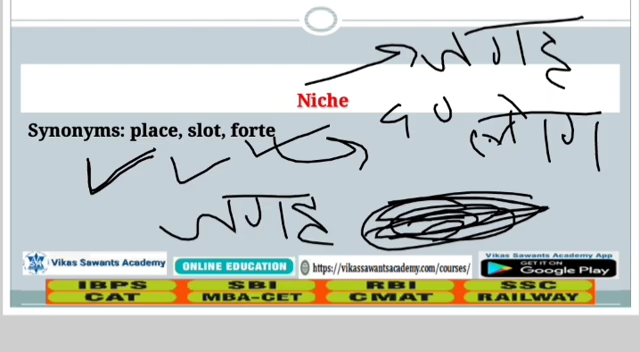 जगह
Niche
Synonyms: place, slot, forte
१० लोग
जगह
Vikas Sawants Academy
ONLINE EDUCATION
https://vikassawantsacademy.com/courses/
Vikas Sawants Academy App
GET IT ON
Google Play
IBPS SBI RBI SSC
CAT MBA-CET CMAT RAILWAY